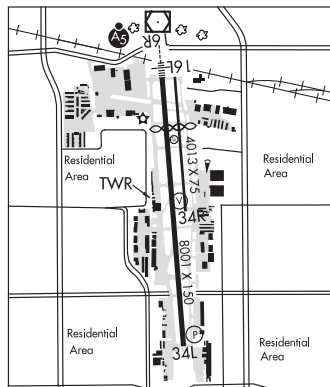 A5
16R
16L
4013 X 75
Residential
Area
Residential
Area
TWR
V
34R
8001 X 150
P
34L
Residential
Area
Residential
Area